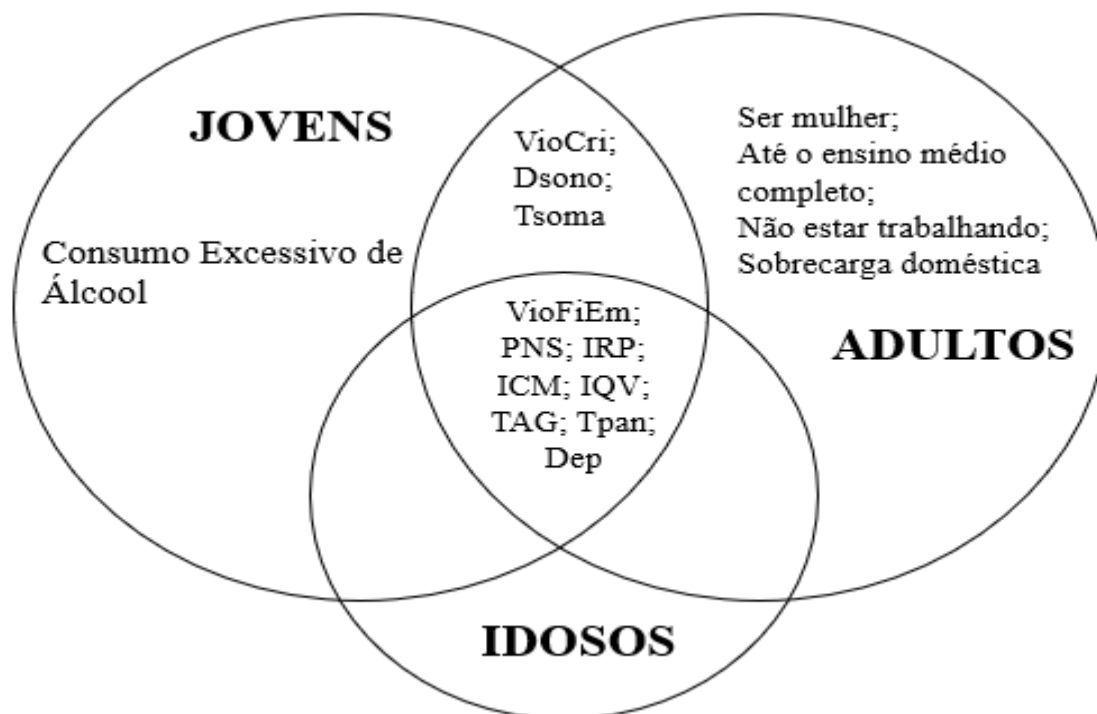 JOVENS
Consumo Excessivo de
Álcool
VioCri;
Dsono;
Tsoma
Ser mulher;
Até o ensino médio
completo;
Não estar trabalhando;
Sobrecarga doméstica
ADULTOS
VioFiEm;
PNS; IRP;
ICM; IQV;
TAG; Tpan;
Dep
IDOSOS